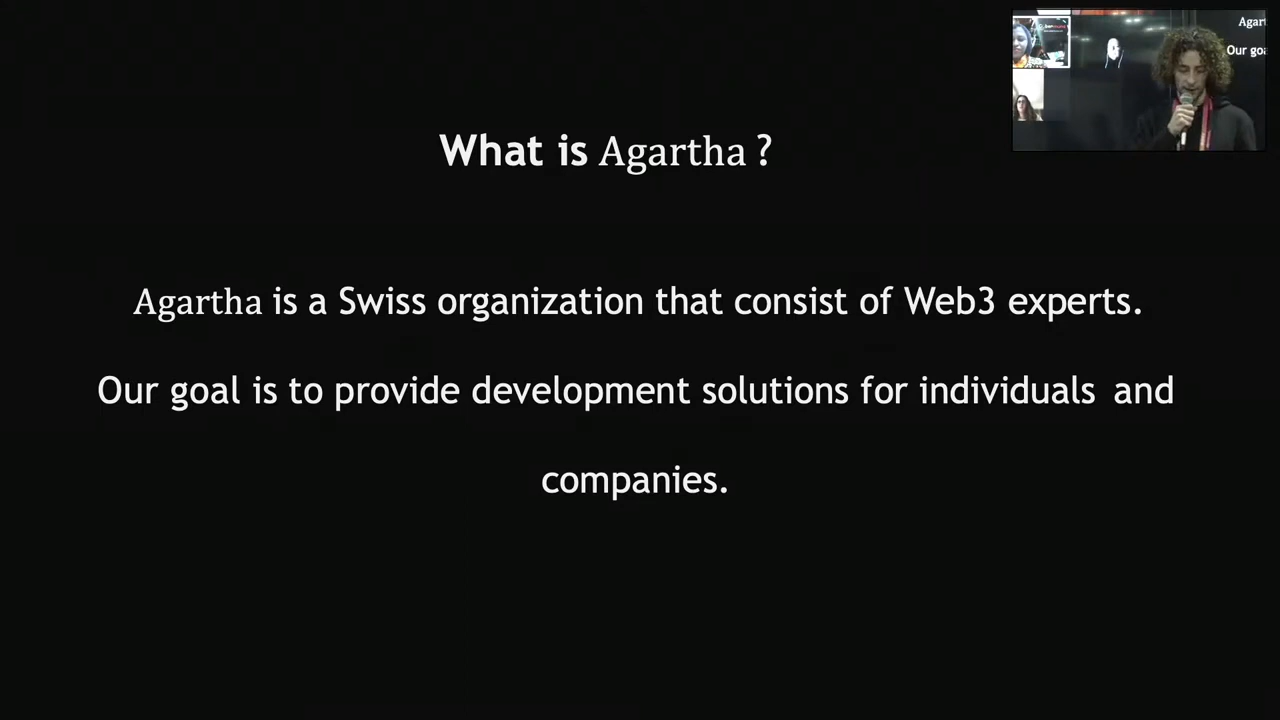 What is Agartha ?
Agartha is a Swiss organization that consist of Web3 experts.
Our goal is to provide development solutions for individuals and
companies.
Agart
Our goa